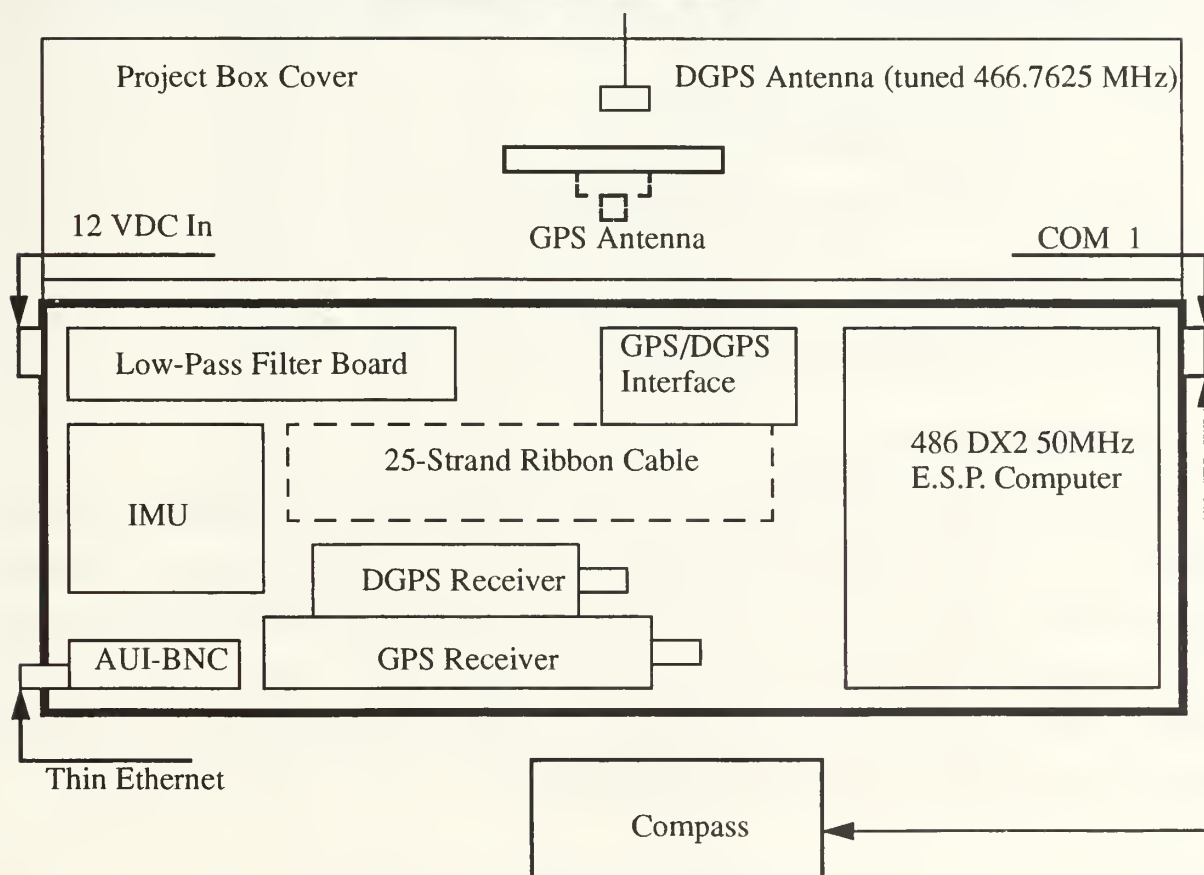 Project Box Cover
DGPS Antenna (tuned 466.7625 MHz)
12 VDC In
GPS Antenna
COM 1
Low-Pass Filter Board
GPS/DGPS
Interface
486 DX2 50MHz
E.S.P. Computer
25-Strand Ribbon Cable
IMU
DGPS Receiver
AUI-BNC
GPS Receiver
Thin Ethernet
Compass